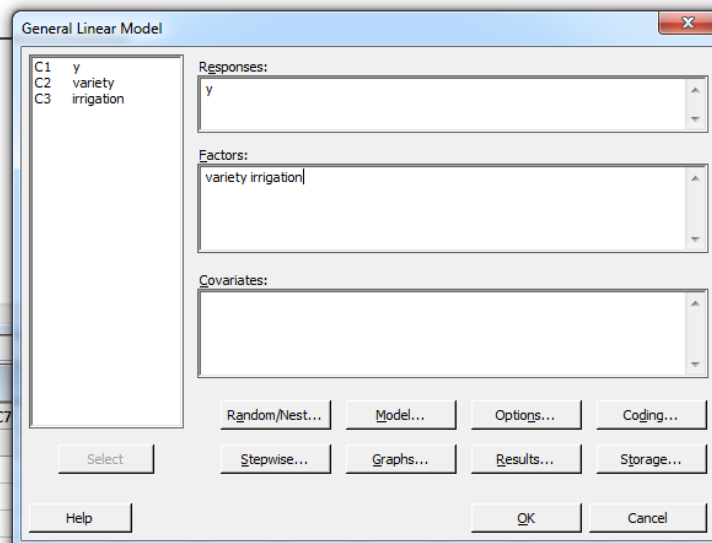 General Linear Model
x
C1 y
C2 variety
C3 irrigation
Responses:
y
Factors:
variety irrigation
Covariates:
Random/Nest...
Model...
Options...
Coding...
Select
Stepwise...
Graphs...
Results...
Storage...
Help
OK
Cancel
C7